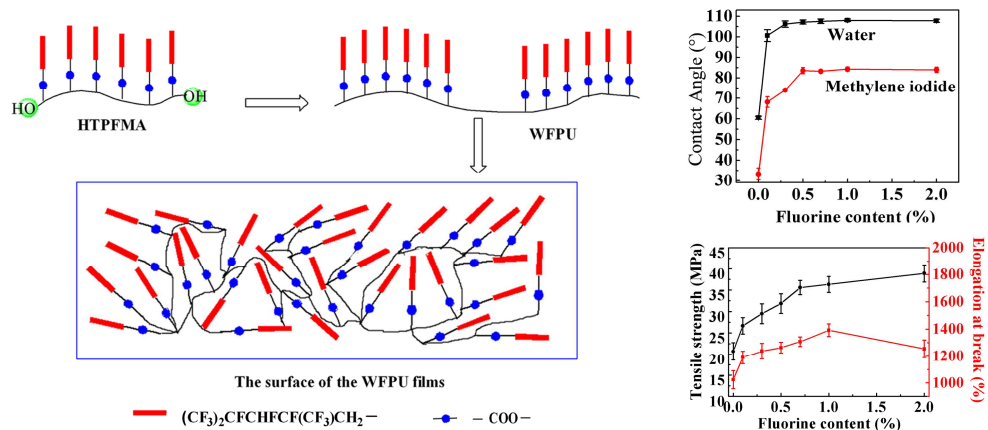 HO
OH
HTPFMA
WFPU
The surface of the WFPU films
(CF3)2CFCHFCF(CF3)CH2—
— COO—
110
100
90
80
70
60
50
40
30
Contact Angle (°)
Water
Methylene iodide
0.0 0.5 1.0 1.5 2.0
Fluorine content (%)
45
40
35
30
25
20
15
10
Tensile strength (MPa)
2000
1800
1600
1400
1200
1000
Elongation at break (%)
0.0 0.5 1.0 1.5 2.0
Fluorine content (%)